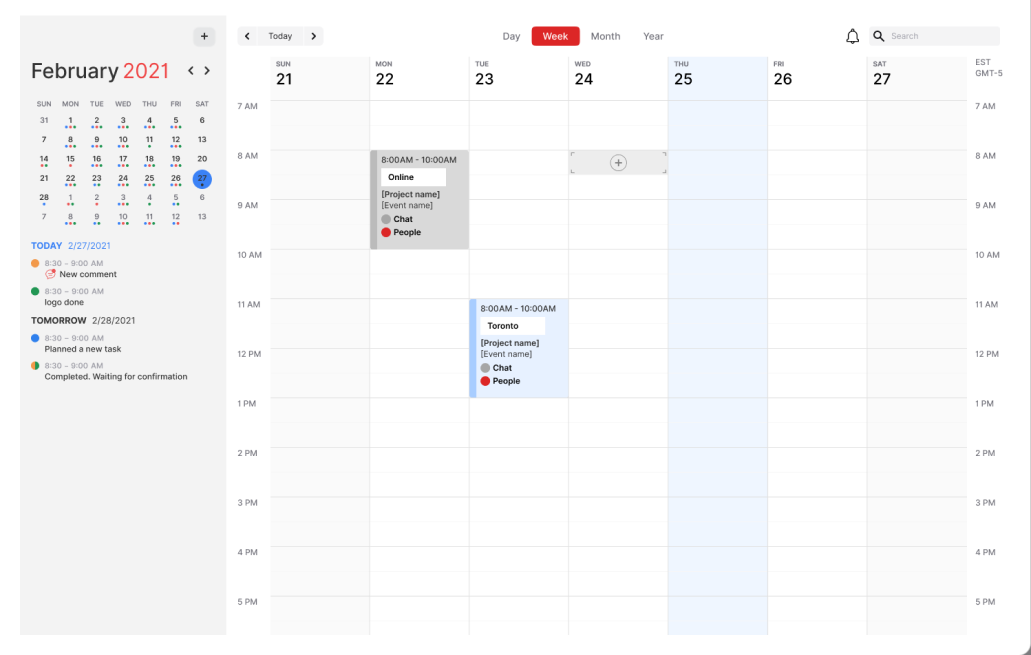 +
< Today >
Day Week Month Year
Search
February 2021 < >
SUN MON TUE WED THU FRI SAT
31 1 2 3 4 5 6
7 8 9 10 11 12 13
14 15 16 17 18 19 20
21 22 23 24 25 26 27
28 1 2 3 4 5 6
7 8 9 10 11 12 13
TODAY 2/27/2021
8:30 – 9:00 AM
New comment
8:30 – 9:00 AM
logo done
TOMORROW 2/28/2021
8:30 – 9:00 AM
Planned a new task
8:30 – 9:00 AM
Completed. Waiting for confirmation
SUN MON TUE WED THU FRI SAT EST
21 22 23 24 25 26 27 GMT-5
7 AM 7 AM
8 AM 8 AM
8:00AM - 10:00AM
+
Online
[Project name]
[Event name]
9 AM 9 AM
Chat
People
10 AM 10 AM
11 AM 11 AM
8:00AM - 10:00AM
Toronto
[Project name]
[Event name]
12 PM 12 PM
Chat
People
1 PM 1 PM
2 PM 2 PM
3 PM 3 PM
4 PM 4 PM
5 PM 5 PM